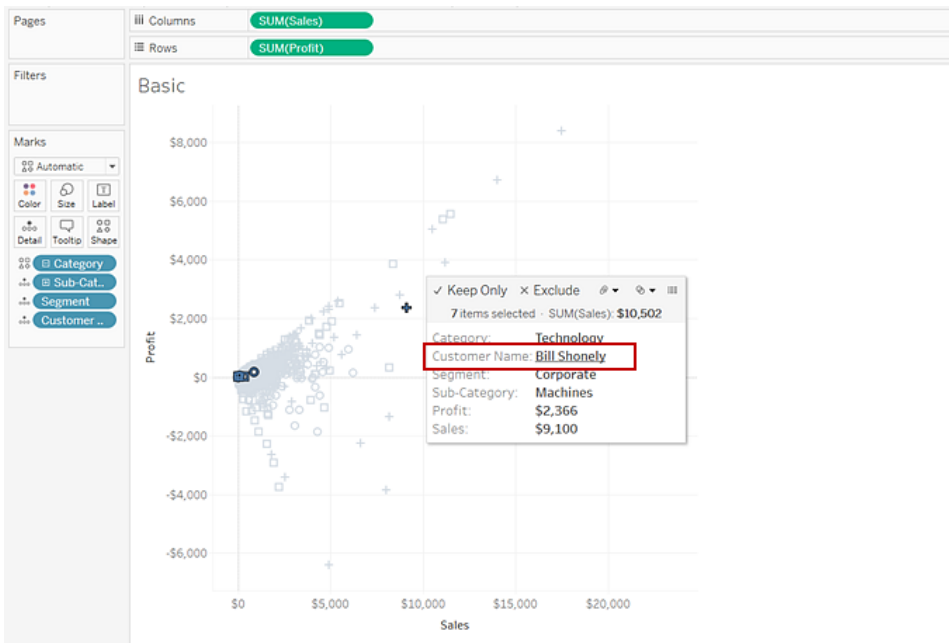 Pages
Columns
SUM(Sales)
Rows
SUM(Profit)
Filters
Marks
Automatic
Color
Size
Label
Detail
Tooltip
Shape
Category
Sub-Cat..
Segment
Customer ..
Basic
Profit
$8,000
$6,000
$4,000
$2,000
$0
-$2,000
-$4,000
-$6,000
Keep Only
Exclude
7 items selected · SUM(Sales): $10,502
Category: Technology
Customer Name: Bill Shonely
Segment: Corporate
Sub-Category: Machines
Profit: $2,366
Sales: $9,100
$0
$5,000
$10,000
$15,000
$20,000
Sales